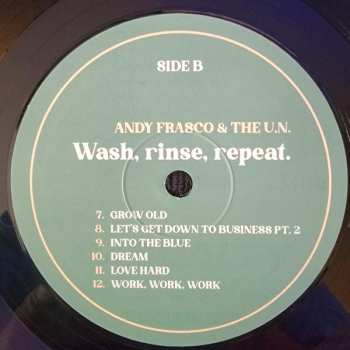 SIDE B
ANDY FRASCO & THE U.N.
Wash, rinse, repeat.
7. GROW OLD
8. LET'S GET DOWN TO BUSINESS PT. 2
9. INTO THE BLUE
10. DREAM
11. LOVE HARD
12. WORK, WORK, WORK